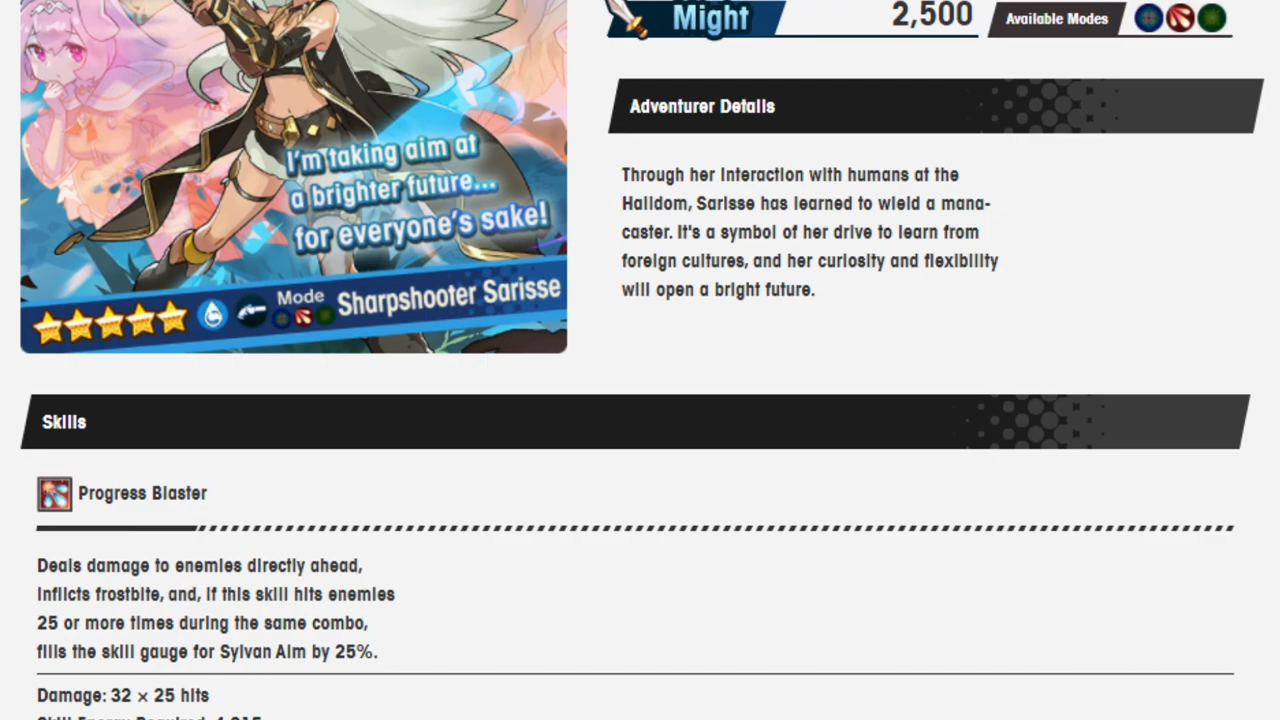 Might
2,500
Available Modes
Adventurer Details
Through her interaction with humans at the
Halidom, Sarisse has learned to wield a mana-
caster. It's a symbol of her drive to learn from
foreign cultures, and her curiosity and flexibility
will open a bright future.
I'm taking aim at
a brighter future...
for everyone's sake!
Mode
Sharpshooter Sarisse
Skills
Progress Blaster
Deals damage to enemies directly ahead,
inflicts frostbite, and, if this skill hits enemies
25 or more times during the same combo,
fills the skill gauge for Sylvan Aim by 25%.
Damage: 32 × 25 hits